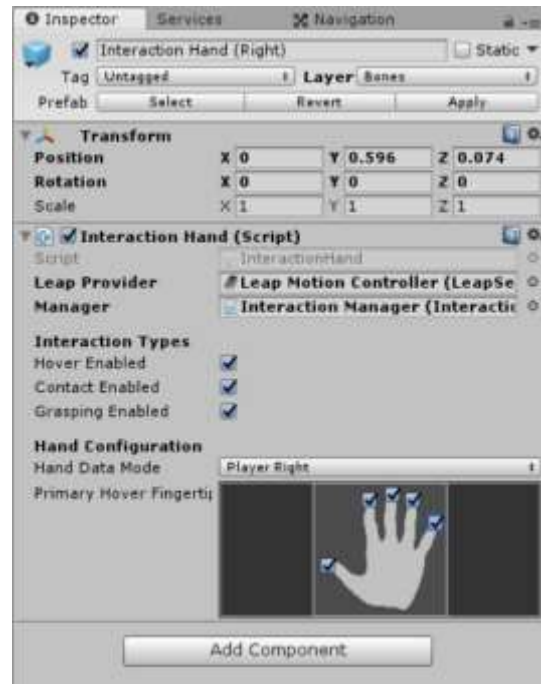 Inspector Services Navigation
Interaction Hand (Right) Static
Tag Untagged Layer Bones
Prefab Select Revert Apply
Transform
Position X 0 Y 0.596 Z 0.074
Rotation X 0 Y 0 Z 0
Scale X 1 Y 1 Z 1
Interaction Hand (Script)
Script InteractionHand
Leap Provider Leap Motion Controller (LeapSe
Manager Interaction Manager (Interactic
Interaction Types
Hover Enabled
Contact Enabled
Grasping Enabled
Hand Configuration
Hand Data Mode Player Right
Primary Hover Fingertip
Add Component